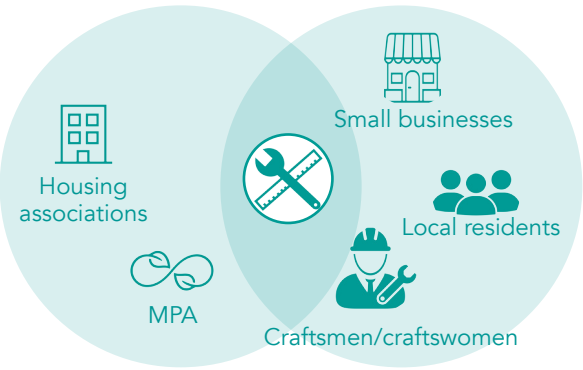 Small businesses
Housing
associations
Local residents
MPA
Craftsmen/craftswomen